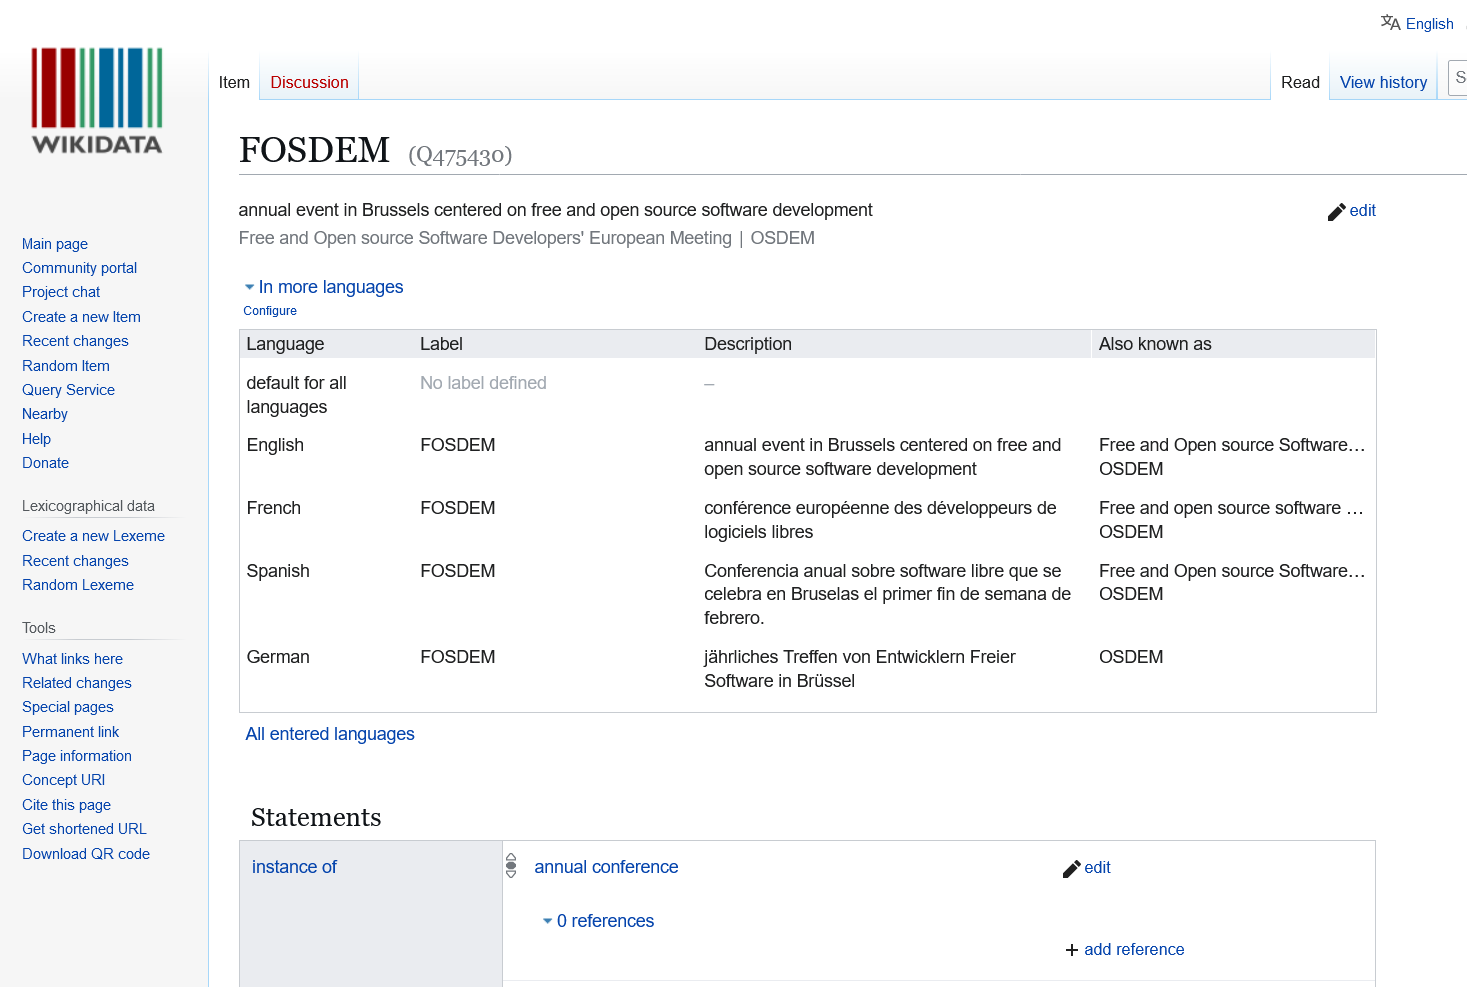 English
WIKIDATA
Item
Discussion
Read
View history
S
FOSDEM (Q475430)
annual event in Brussels centered on free and open source software development
edit
Free and Open source Software Developers' European Meeting | OSDEM
In more languages
Configure
Language Label Description Also known as
default for all
languages
No label defined
–
English
FOSDEM
annual event in Brussels centered on free and
open source software development
Free and Open source Software…
OSDEM
French
FOSDEM
conférence européenne des développeurs de
logiciels libres
Free and open source software …
OSDEM
Spanish
FOSDEM
Conferencia anual sobre software libre que se
celebra en Bruselas el primer fin de semana de
febrero.
Free and Open source Software…
OSDEM
German
FOSDEM
jährliches Treffen von Entwicklern Freier
Software in Brüssel
OSDEM
All entered languages
Statements
instance of
annual conference
edit
0 references
+ add reference
Main page
Community portal
Project chat
Create a new Item
Recent changes
Random Item
Query Service
Nearby
Help
Donate
Lexicographical data
Create a new Lexeme
Recent changes
Random Lexeme
Tools
What links here
Related changes
Special pages
Permanent link
Page information
Concept URI
Cite this page
Get shortened URL
Download QR code